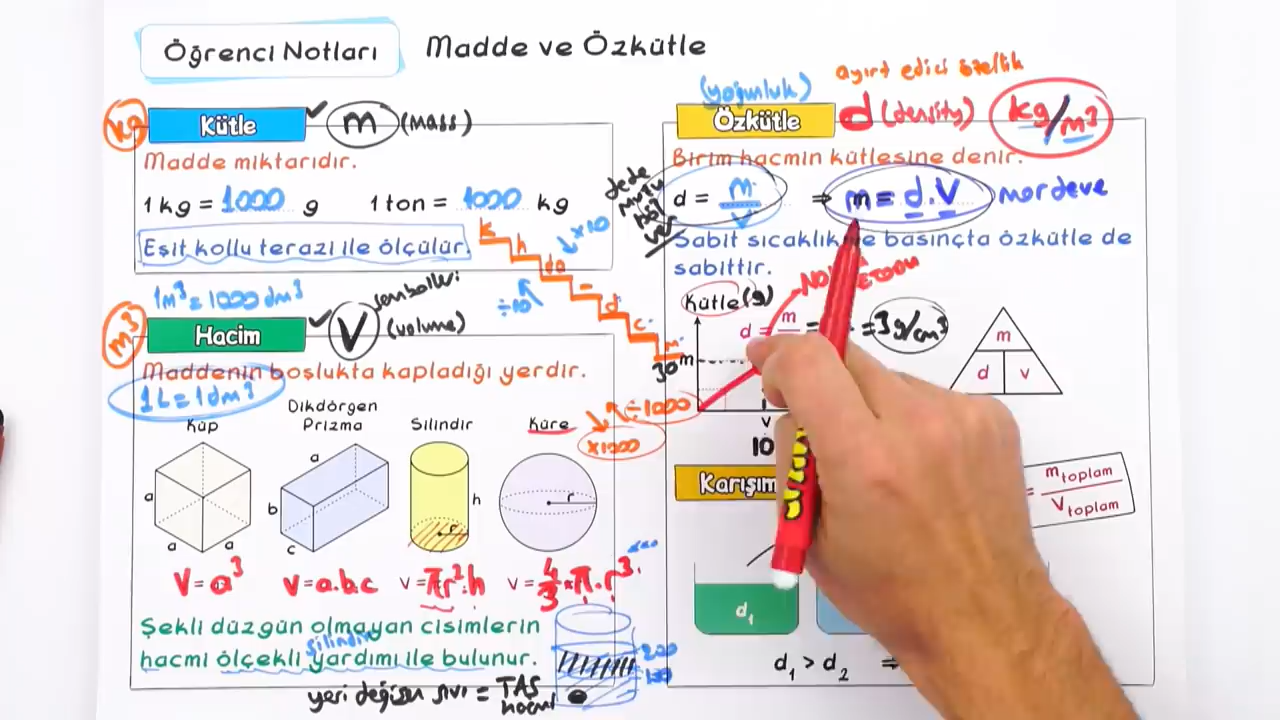 Öğrenci Notları
Madde ve Özkütle
kg
Kütle
m (mass)
Madde miktarıdır.
1 kg = 1000 g
1 ton = 1000 kg
Eşit kollu terazi ile ölçülür.
1m³ = 1000 dm³
k
h
da
d
c
m
x10
÷10
÷1000
x1000
m³
Hacim
semboller:
V (volume)
Maddenin boşlukta kapladığı yerdir.
1L = 1dm³
Küp
Dikdörgen
Prizma
Silindir
Küre
a
a
a
a
b
c
h
r
r
V = a³
V = a.b.c
V = πr².h
V = 4/3 π.r³
Şekli düzgün olmayan cisimlerin
silindir
hacmi ölçekli yardımı ile bulunur.
200
yeri değişen sıvı = TAŞ
hacmi
(yoğunluk)
ayırt edici özellik
Özkütle
d (density)
kg/m³
Birim hacmin kütlesine denir.
d = m/V ⇒ m = d.V mordeve
dede
Sabit sıcaklık ve basınçta özkütle de
sabittir.
Kütle (g)
d = m
= 3g/cm³
30 m
V
10
m
d
v
Karışım
= m toplam / V toplam
d₁
d₁ > d₂ ⇒